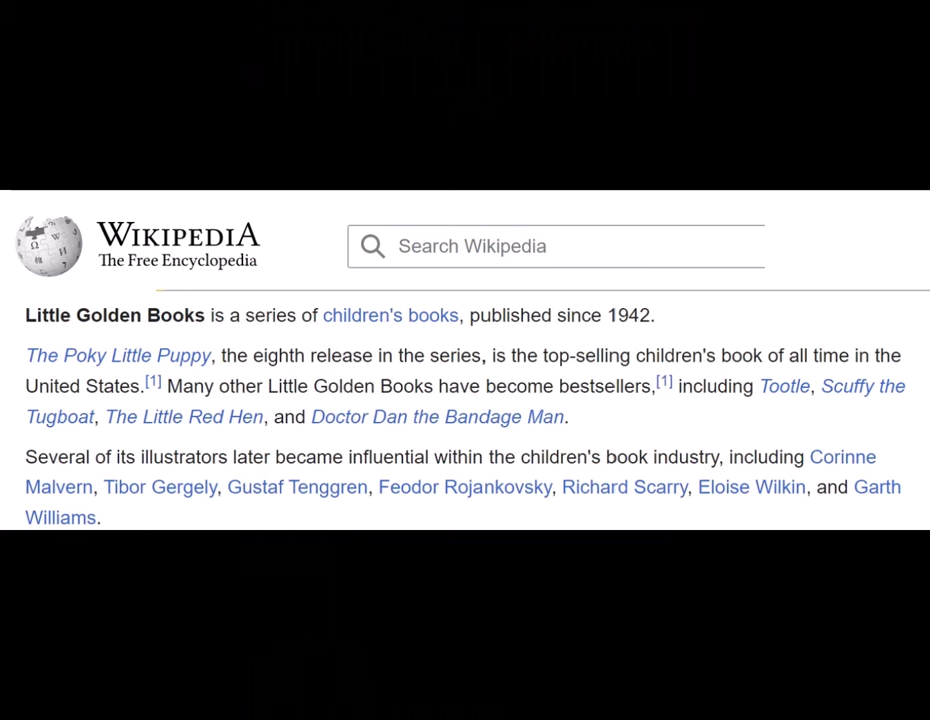 WIKIPEDIA
The Free Encyclopedia
Search Wikipedia
Little Golden Books is a series of children's books, published since 1942.
The Poky Little Puppy, the eighth release in the series, is the top-selling children's book of all time in the
United States.[1] Many other Little Golden Books have become bestsellers,[1] including Tootle, Scuffy the
Tugboat, The Little Red Hen, and Doctor Dan the Bandage Man.
Several of its illustrators later became influential within the children's book industry, including Corinne
Malvern, Tibor Gergely, Gustaf Tenggren, Feodor Rojankovsky, Richard Scarry, Eloise Wilkin, and Garth
Williams.